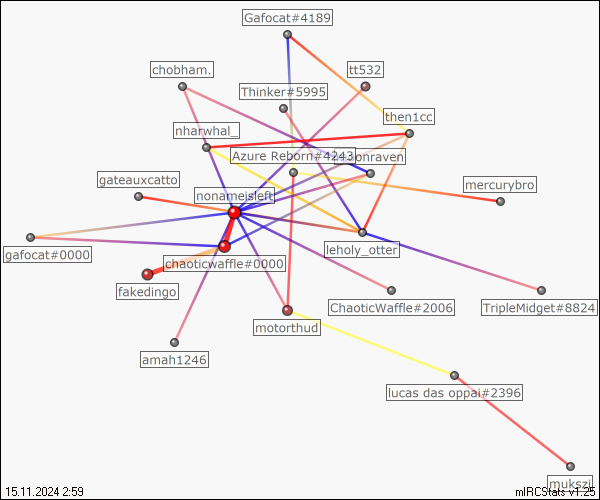 Gafocat#4189
chobham.
tt532
Thinker#5995
then1cc
nharwhal_
Azure Reborn#4243
onraven
gateauxcatto
nonameisleft
mercurybro
gafocat#0000
leholy_otter
chaoticwaffle#0000
fakedingo
ChaoticWaffle#2006
TripleMidget#8824
motorthud
amah1246
lucas das oppai#2396
mukszi
15.11.2024 2:59
mIRCStats v1.25